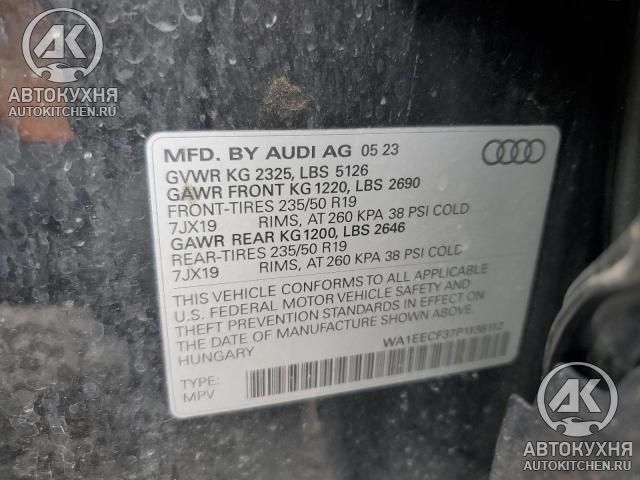 АК
АВТОКУХНЯ
AUTOKITCHEN.RU
MFD. BY AUDI AG 05 23
GVWR KG 2325, LBS 5126
GAWR FRONT KG 1220, LBS 2690
FRONT-TIRES 235/50 R19
7JX19 RIMS, AT 260 KPA 38 PSI COLD
GAWR REAR KG1200, LBS 2646
REAR-TIRES 235/50 R19
7JX19 RIMS, AT 260 KPA 38 PSI COLD
THIS VEHICLE CONFORMS TO ALL APPLICABLE
U.S. FEDERAL MOTOR VEHICLE SAFETY AND
THEFT PREVENTION STANDARDS IN EFFECT ON
THE DATE OF MANUFACTURE SHOWN ABOVE
HUNGARY
WA1EECF37P1138112
TYPE:
MPV
АК
АВТОКУХНЯ
AUTOKITCHEN.RU